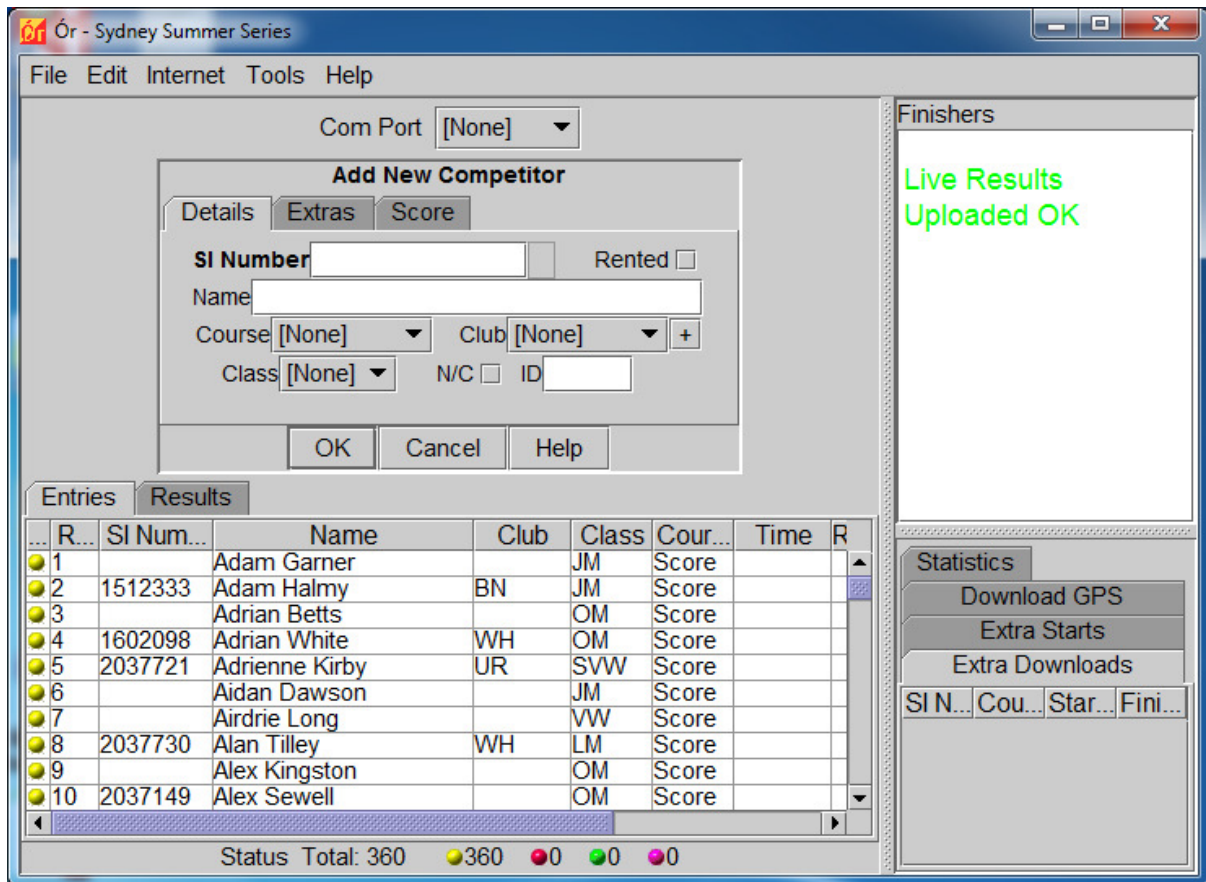 Ór Ór - Sydney Summer Series
File Edit Internet Tools Help
Com Port [None]
Add New Competitor
Details Extras Score
SI Number Rented
Name
Course [None] Club [None] +
Class [None] N/C ID
OK Cancel Help
Entries Results
... R... SI Num... Name Club Class Cour... Time R
1 Adam Garner JM Score
2 1512333 Adam Halmy BN JM Score
3 Adrian Betts OM Score
4 1602098 Adrian White WH OM Score
5 2037721 Adrienne Kirby UR SVW Score
6 Aidan Dawson JM Score
7 Airdrie Long VW Score
8 2037730 Alan Tilley WH LM Score
9 Alex Kingston OM Score
10 2037149 Alex Sewell OM Score
Status Total: 360 360 0 0 0
Finishers
Live Results
Uploaded OK
Statistics
Download GPS
Extra Starts
Extra Downloads
SI N... Cou... Star... Fini...